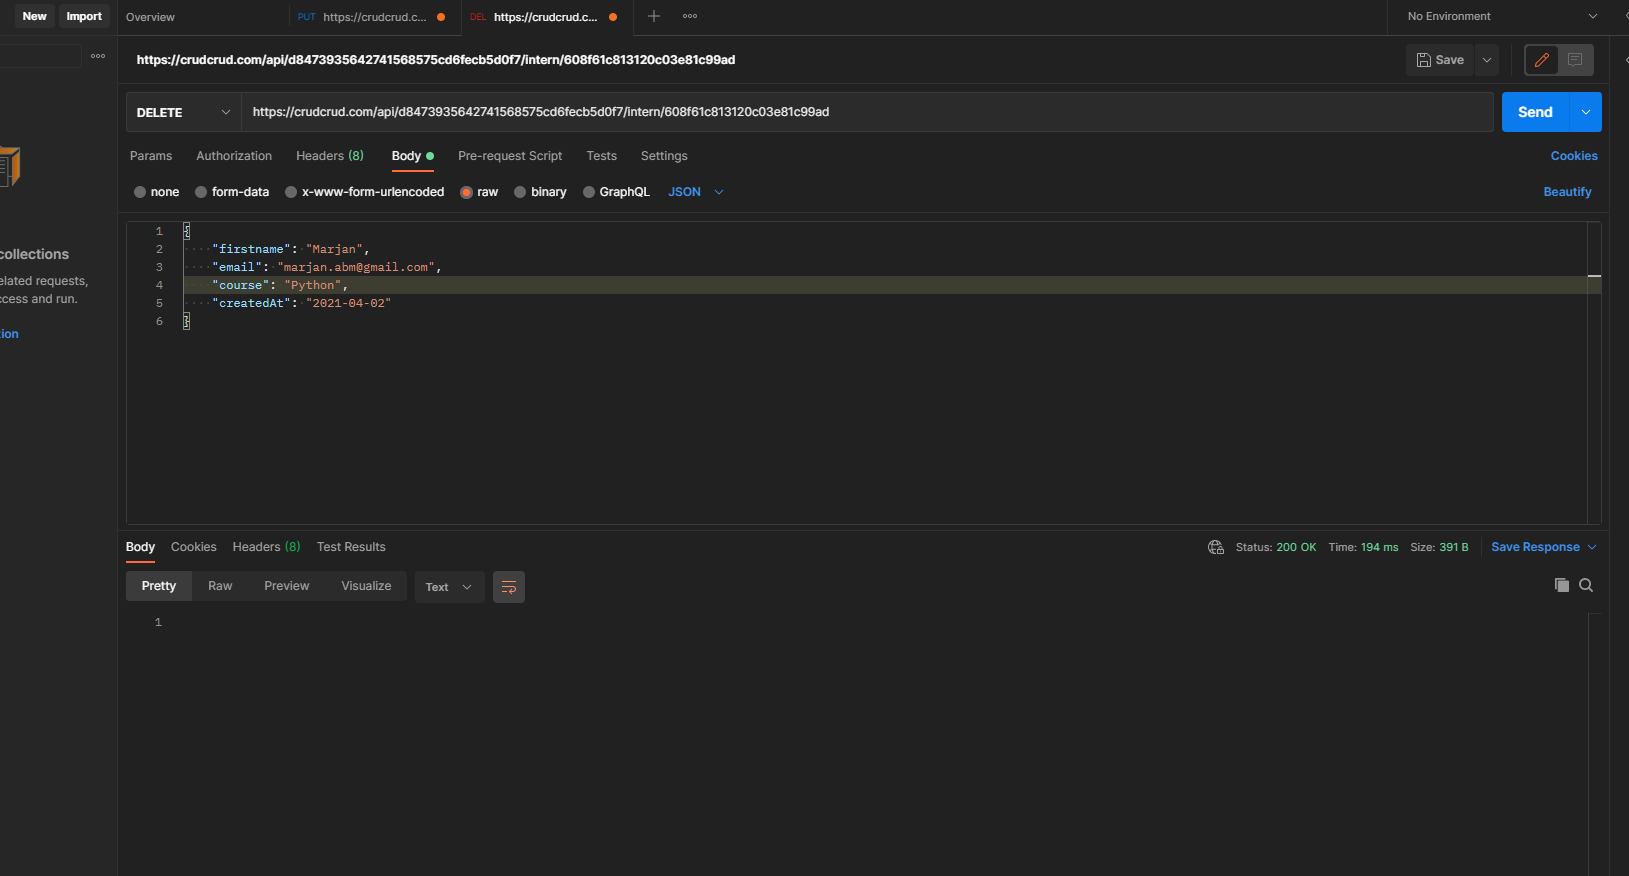 New Import Overview PUT https://crudcrud.c... DEL https://crudcrud.c... No Environment
https://crudcrud.com/api/d8473935642741568575cd6fecb5d0f7/intern/608f61c813120c03e81c99ad Save
DELETE https://crudcrud.com/api/d8473935642741568575cd6fecb5d0f7/intern/608f61c813120c03e81c99ad Send
Params Authorization Headers (8) Body Pre-request Script Tests Settings Cookies
none form-data x-www-form-urlencoded raw binary GraphQL JSON Beautify
1 {
2 "firstname": "Marjan",
3 "email": "marjan.abm@gmail.com",
4 "course": "Python",
5 "createdAt": "2021-04-02"
6 }
collections
elated requests,
ccess and run.
tion
Body Cookies Headers (8) Test Results Status: 200 OK Time: 194 ms Size: 391 B Save Response
Pretty Raw Preview Visualize Text
1